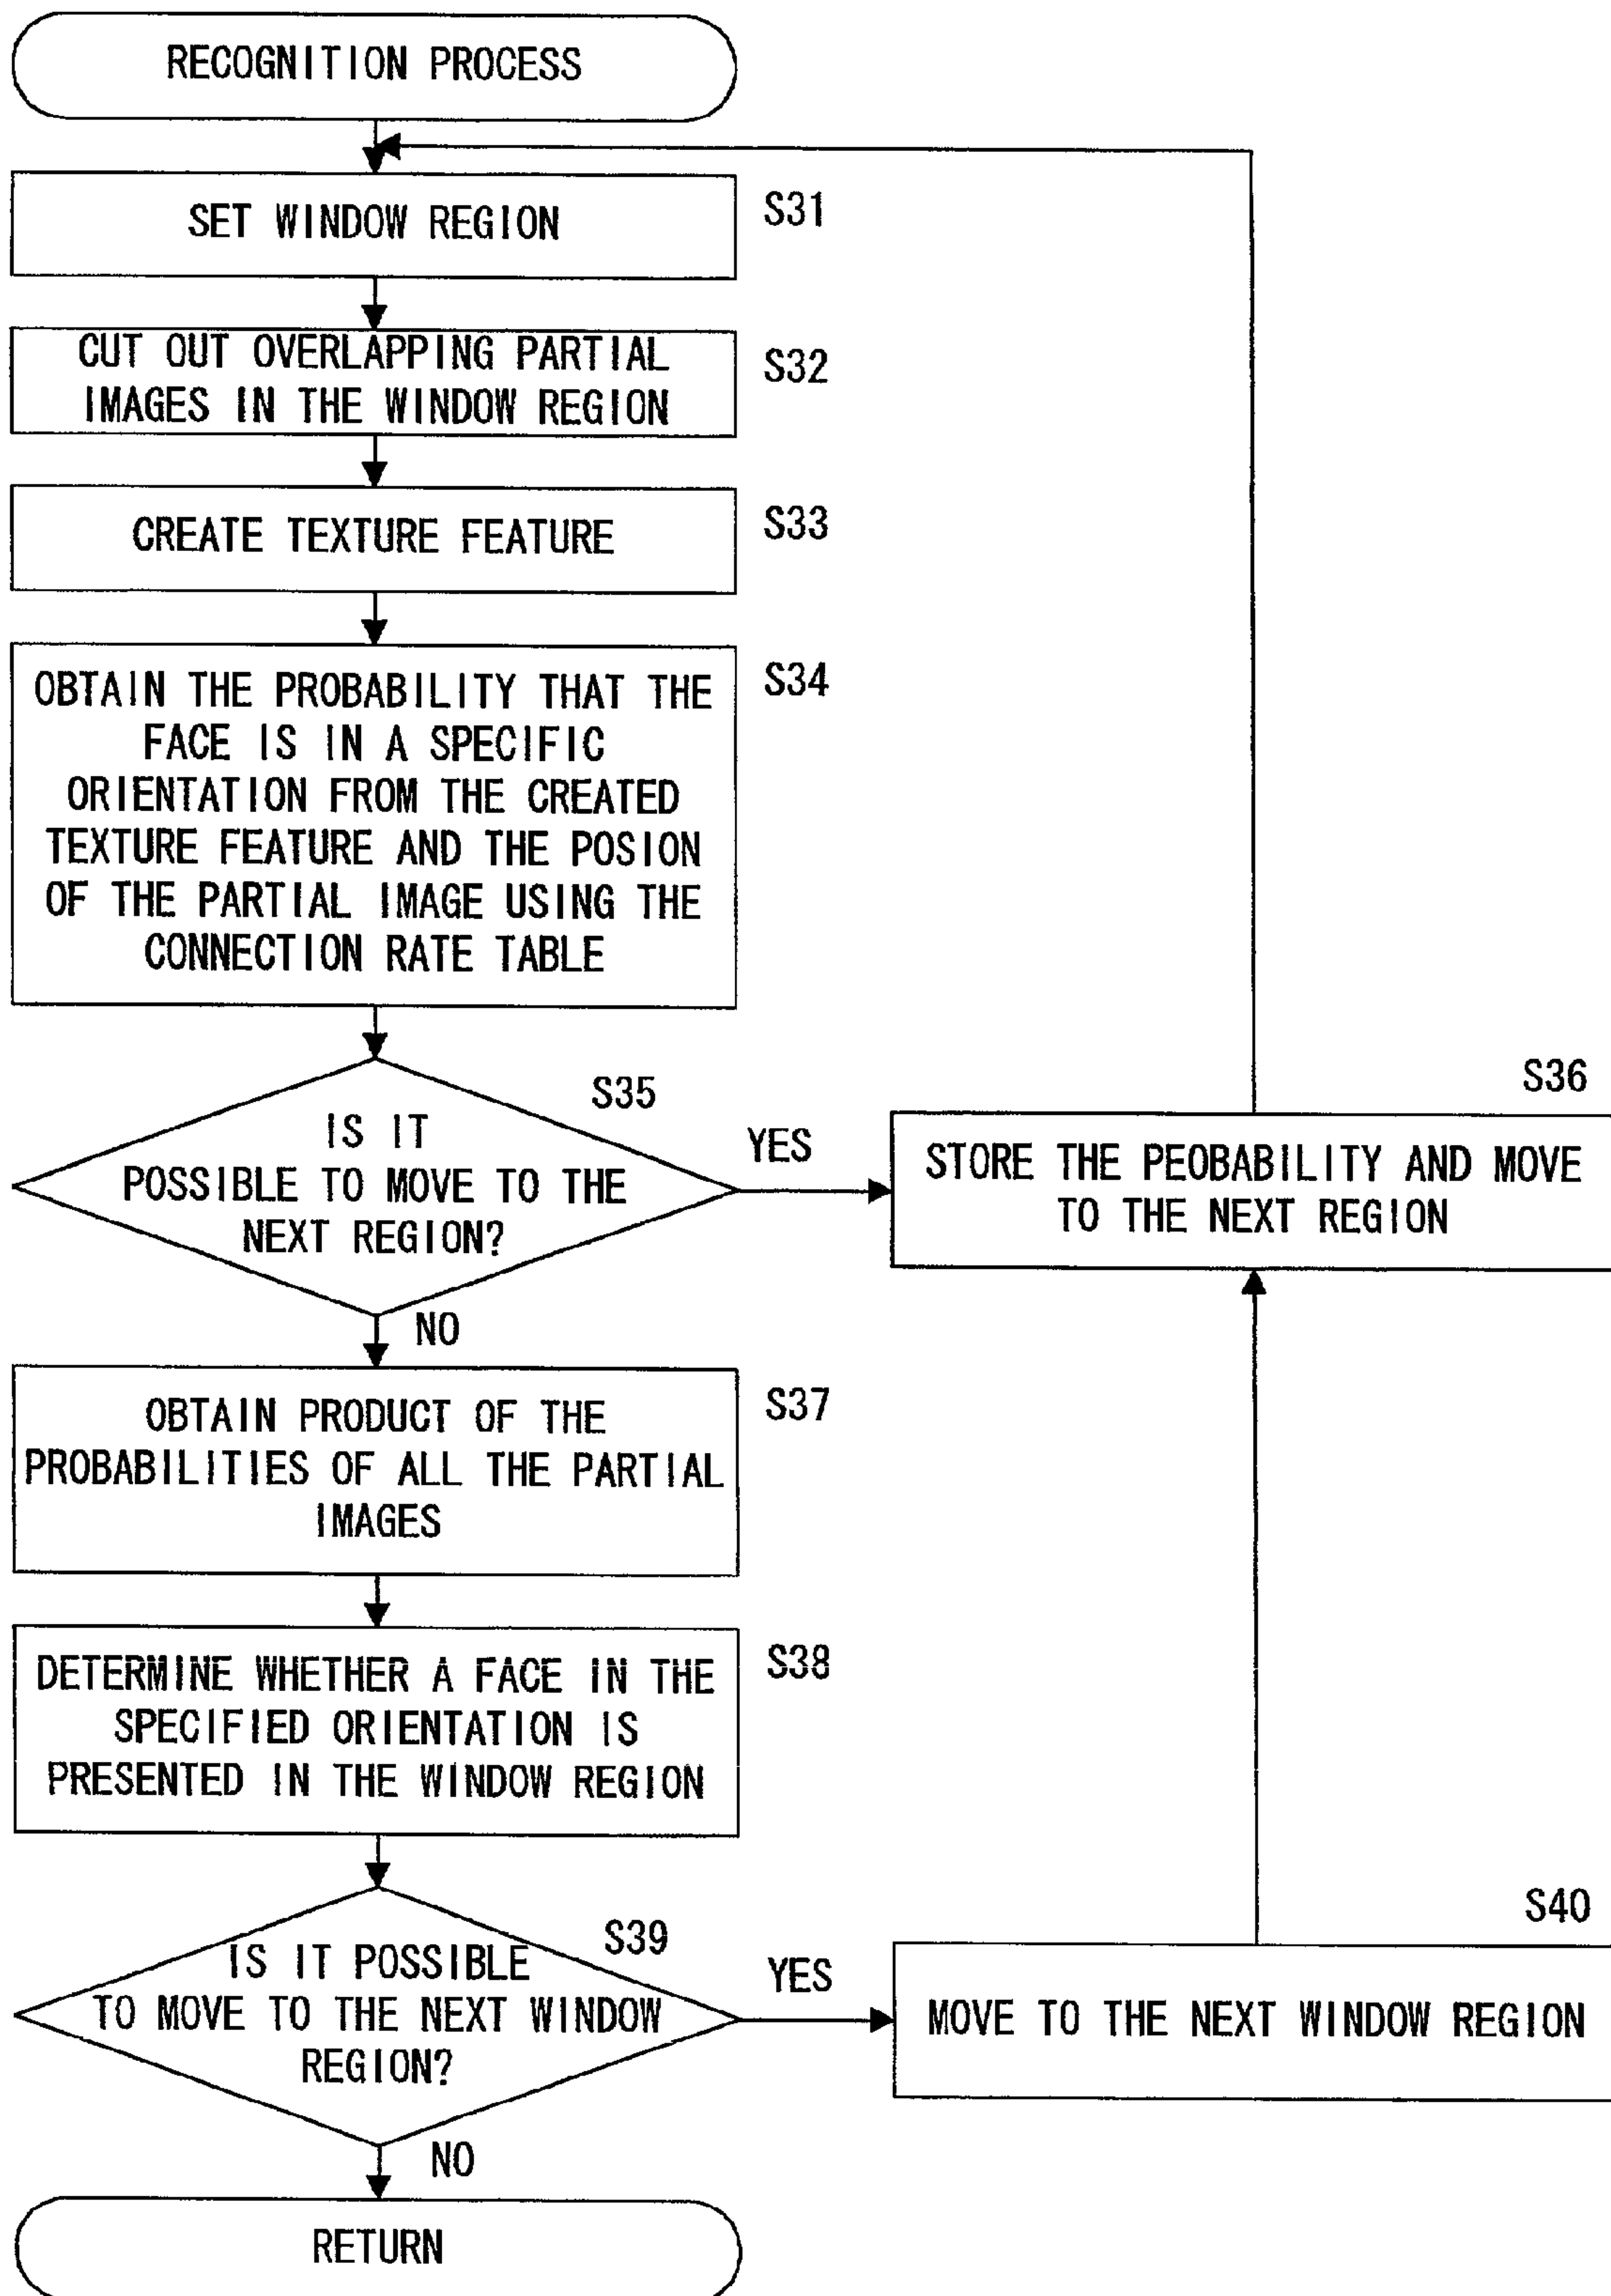 RECOGNITION PROCESS
SET WINDOW REGION
S31
CUT OUT OVERLAPPING PARTIAL
IMAGES IN THE WINDOW REGION
S32
CREATE TEXTURE FEATURE
S33
OBTAIN THE PROBABILITY THAT THE
FACE IS IN A SPECIFIC
ORIENTATION FROM THE CREATED
TEXTURE FEATURE AND THE POSION
OF THE PARTIAL IMAGE USING THE
CONNECTION RATE TABLE
S34
IS IT
POSSIBLE TO MOVE TO THE
NEXT REGION?
S35
YES
NO
STORE THE PEOBABILITY AND MOVE
TO THE NEXT REGION
S36
OBTAIN PRODUCT OF THE
PROBABILITIES OF ALL THE PARTIAL
IMAGES
S37
DETERMINE WHETHER A FACE IN THE
SPECIFIED ORIENTATION IS
PRESENTED IN THE WINDOW REGION
S38
IS IT POSSIBLE
TO MOVE TO THE NEXT WINDOW
REGION?
S39
YES
NO
MOVE TO THE NEXT WINDOW REGION
S40
RETURN